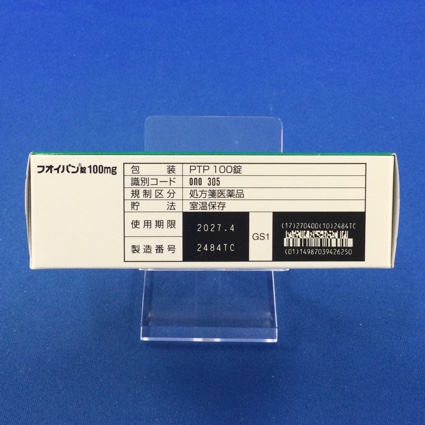 フオイパン®錠100mg
包装 PTP 100錠
識別コード ono 305
規制区分 処方箋医薬品
貯法 室温保存
使用期限 2027.4
製造番号 2484TC
GS1
(17)270400(10)2484TC
(01)14987039426250